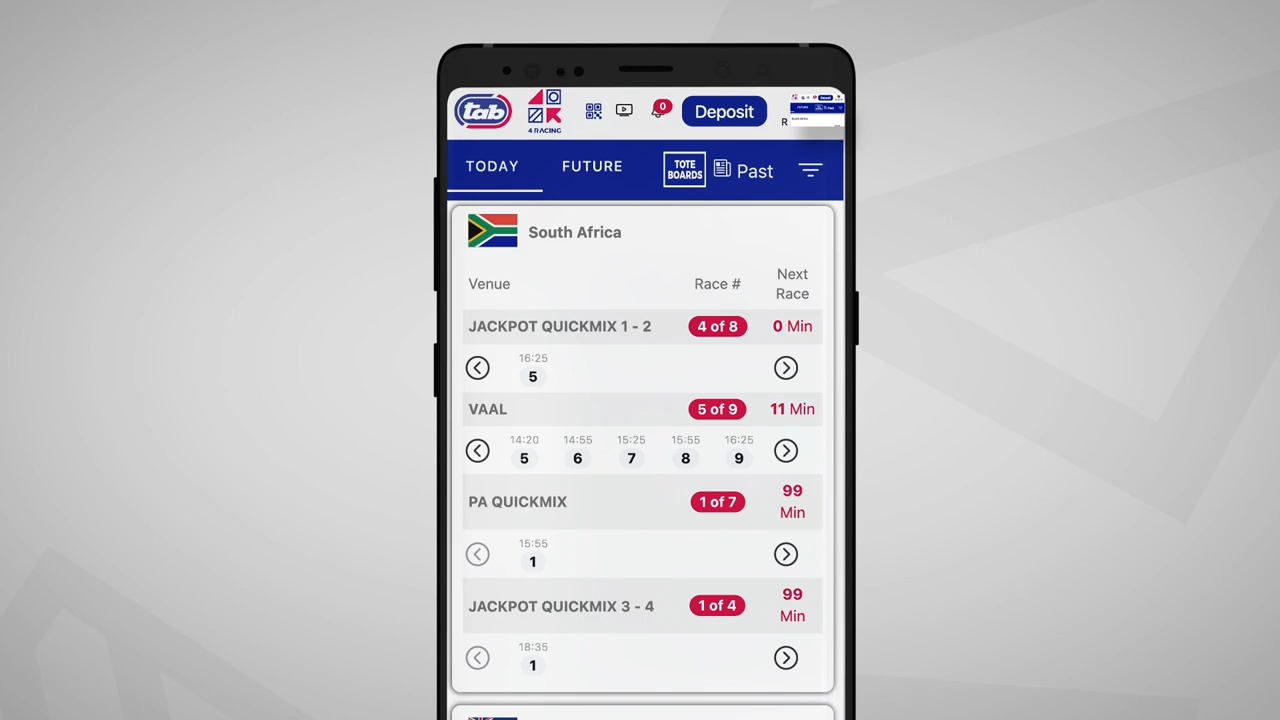 tab
4 RACING
0
Deposit
R
TODAY
FUTURE
TOTE
BOARDS
Past
South Africa
Venue
Race #
Next
Race
JACKPOT QUICKMIX 1 - 2
4 of 8
0 Min
16:25
5
VAAL
5 of 9
11 Min
14:20 14:55 15:25 15:55 16:25
5 6 7 8 9
PA QUICKMIX
1 of 7
99
Min
15:55
1
JACKPOT QUICKMIX 3 - 4
1 of 4
99
Min
18:35
1